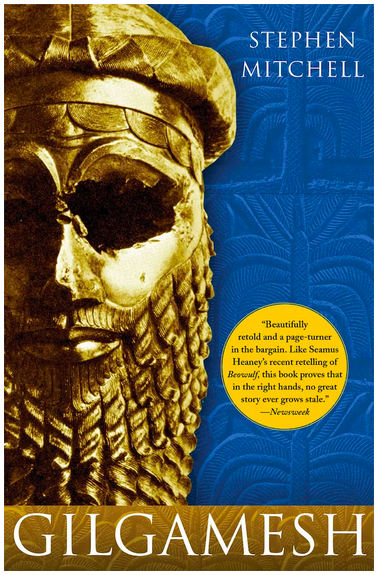 STEPHEN
MITCHELL
“Beautifully
retold and a page-turner
in the bargain. Like Seamus
Heaney’s recent retelling of
Beowulf, this book proves that
in the right hands, no great
story ever grows stale.”
—Newsweek
GILGAMESH